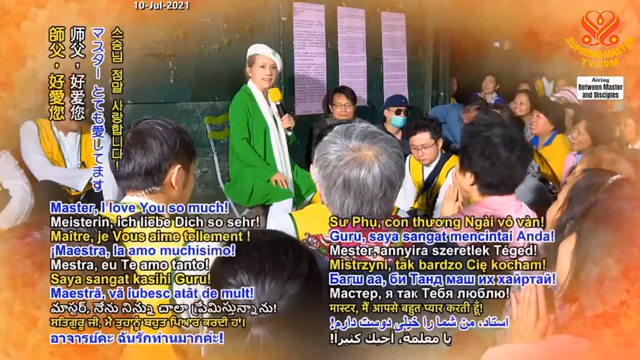 10-Jul-2021
SUPREME MASTER
TV.COM
Airing
Between Master
and Disciples
스승님 정말 사랑합니다!
マスター とても愛してます
师父,好爱您
師父,好愛您
Master, I love You so much!
Meisterin, ich liebe Dich so sehr!
Maître, je Vous aime tellement !
¡Maestra, la amo muchísimo!
Mestra, eu Te amo tanto!
Saya sangat kasihi Guru!
Maestră, vă iubesc atât de mult!
మాస్టర్, నేను నిన్ను చాలా ప్రేమిస్తున్నాను!
ਸਤਿਗੁਰੂ ਜੀ, ਮੈਂ ਤੁਹਾਨੂੰ ਬਹੁਤ ਪਿਆਰ ਕਰਦੀ ਹਾਂ।
อาจารย์คะ ฉันรักท่านมากค่ะ!
Sư Phụ, con thương Ngài vô vàn!
Guru, saya sangat mencintai Anda!
Mester, annyira szeretlek Téged!
Mistrzyni, tak bardzo Cię kocham!
Багш аа, би Танд маш их хайртай!
Мастер, я так Тебя люблю!
मास्टर, मैं आपसे बहुत प्यार करती हूँ!
استاد، من شما را خیلی دوست دارم!
يا معلمة، أحبك كثيرا!